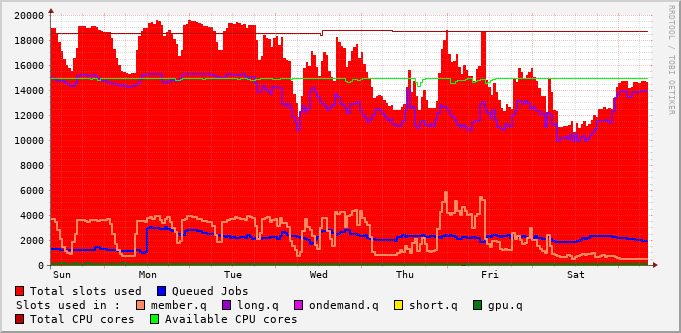 20000
18000
16000
14000
12000
10000
8000
6000
4000
2000
0
Sun Mon Tue Wed Thu Fri Sat
RRDTOOL / TOBI OETIKER
Total slots used Queued Jobs
Slots used in : member.q long.q ondemand.q short.q gpu.q
Total CPU cores Available CPU cores